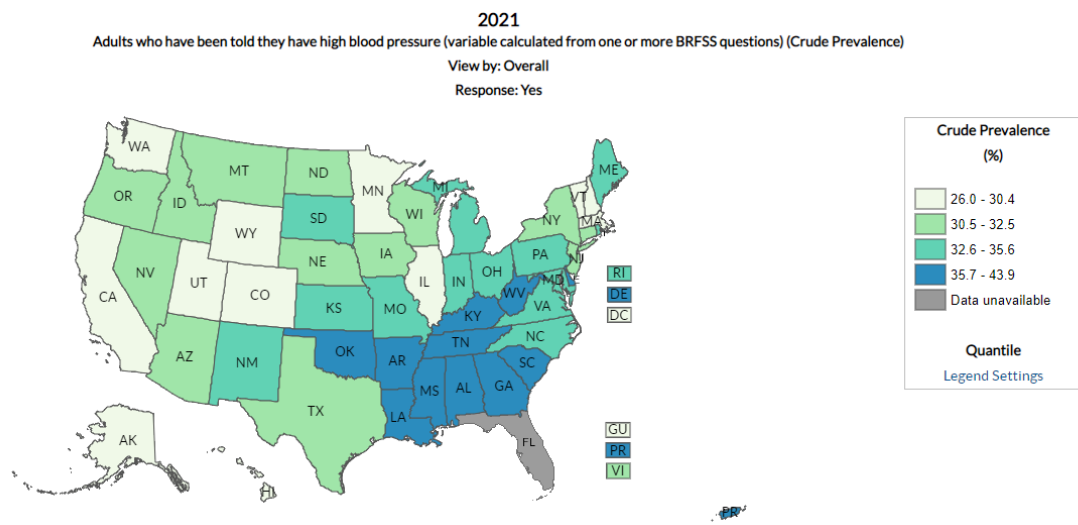 2021
Adults who have been told they have high blood pressure (variable calculated from one or more BRFSS questions) (Crude Prevalence)
View by: Overall
Response: Yes
Crude Prevalence
(%)
26.0 - 30.4
30.5 - 32.5
32.6 - 35.6
35.7 - 43.9
Data unavailable
Quantile
Legend Settings
WA
MT
ND
MN
MI
ME
OR
ID
SD
WI
NY
VT
MA
WY
NV
NE
IA
PA
NJ
UT
CA
CO
IL
IN
OH
MD
RI
DE
DC
KS
MO
WV
VA
KY
NC
AZ
NM
OK
AR
TN
SC
MS
AL
GA
LA
TX
FL
AK
HI
GU
PR
VI
PR